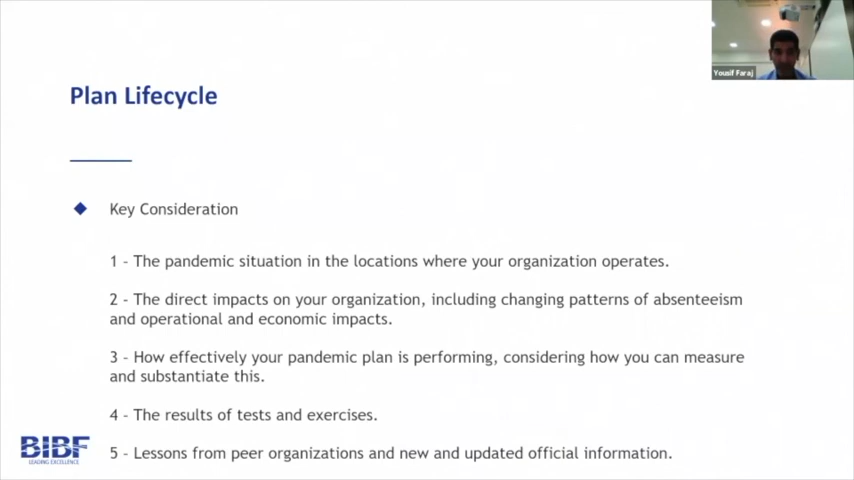 Yousif Faraj
Plan Lifecycle
Key Consideration
1 - The pandemic situation in the locations where your organization operates.
2 - The direct impacts on your organization, including changing patterns of absenteeism
and operational and economic impacts.
3 - How effectively your pandemic plan is performing, considering how you can measure
and substantiate this.
4 - The results of tests and exercises.
5 - Lessons from peer organizations and new and updated official information.
BIBF
LEADING EXCELLENCE